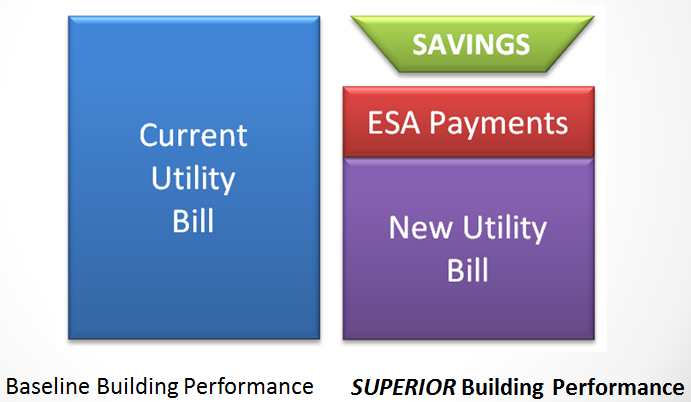 Current
Utility
Bill
SAVINGS
ESA Payments
New Utility
Bill
Baseline Building Performance
SUPERIOR Building Performance